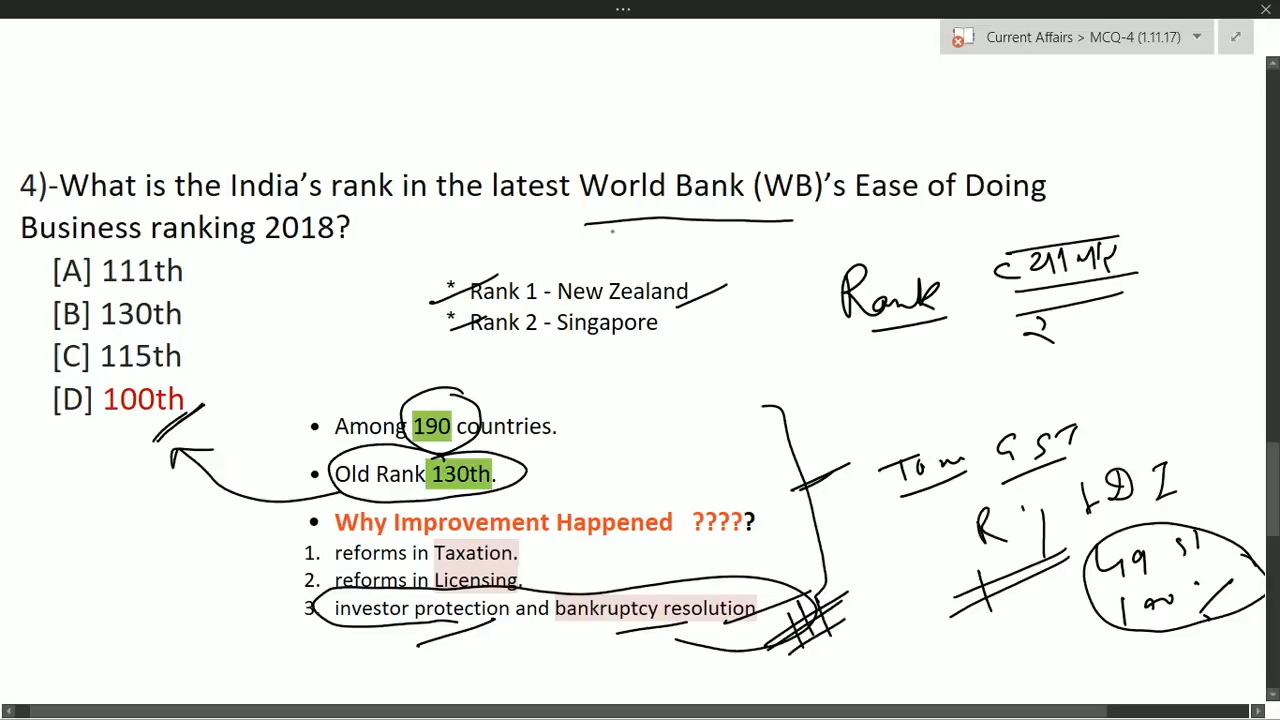 Current Affairs > MCQ-4 (1.11.17)
4)-What is the India's rank in the latest World Bank (WB)'s Ease of Doing
Business ranking 2018?
[A] 111th
[B] 130th
[C] 115th
[D] 100th
* Rank 1 - New Zealand
* Rank 2 - Singapore
Rank
2
• Among 190 countries.
• Old Rank 130th.
• Why Improvement Happened ?????
1. reforms in Taxation.
2. reforms in Licensing.
3. investor protection and bankruptcy resolution
GST